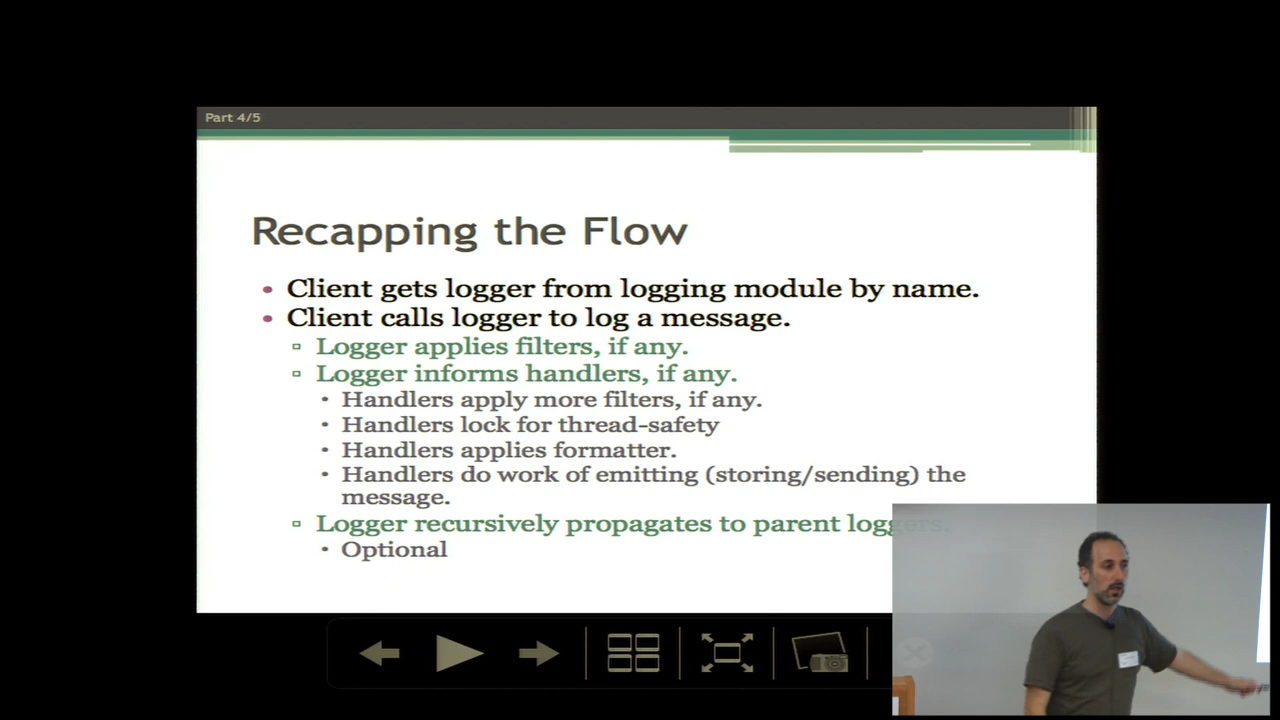 Part 4/5
Recapping the Flow
• Client gets logger from logging module by name.
• Client calls logger to log a message.
▫ Logger applies filters, if any.
▫ Logger informs handlers, if any.
• Handlers apply more filters, if any.
• Handlers lock for thread-safety
• Handlers applies formatter.
• Handlers do work of emitting (storing/sending) the
message.
▫ Logger recursively propagates to parent loggers.
• Optional